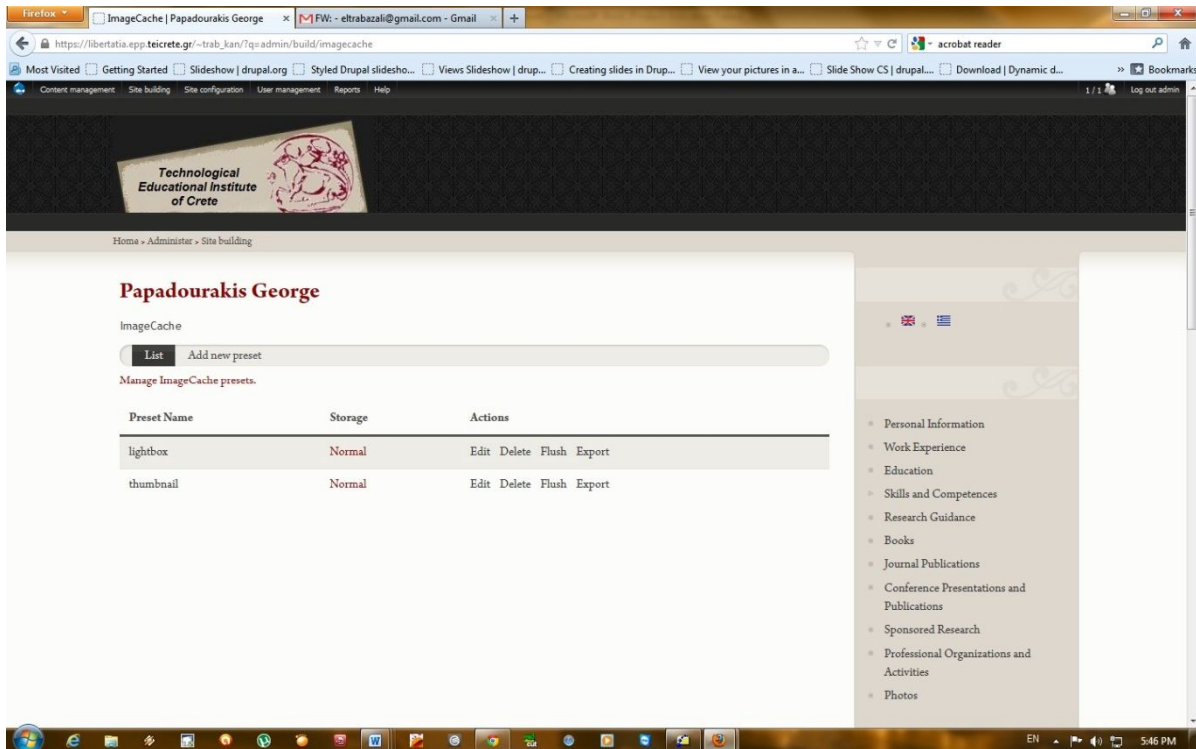 Firefox
ImageCache | Papadourakis George
FW: - eltrabazali@gmail.com - Gmail
https://libertatia.epp.teicrete.gr/~trab_kan/?q=admin/build/imagecache
acrobat reader
Most Visited Getting Started Slideshow | drupal.org Styled Drupal slidesho... Views Slideshow | drup... Creating slides in Drup... View your pictures in a... Slide Show CS | drupal.... Download | Dynamic d... » Bookmarks
Content management Site building Site configuration User management Reports Help 1 / 1 Log out admin
Technological
Educational Institute
of Crete
Home » Administer » Site building
Papadourakis George
ImageCache
List Add new preset
Manage ImageCache presets.
Preset Name Storage Actions
lightbox Normal Edit Delete Flush Export
thumbnail Normal Edit Delete Flush Export
Personal Information
Work Experience
Education
Skills and Competences
Research Guidance
Books
Journal Publications
Conference Presentations and
Publications
Sponsored Research
Professional Organizations and
Activities
Photos
EN 5:46 PM